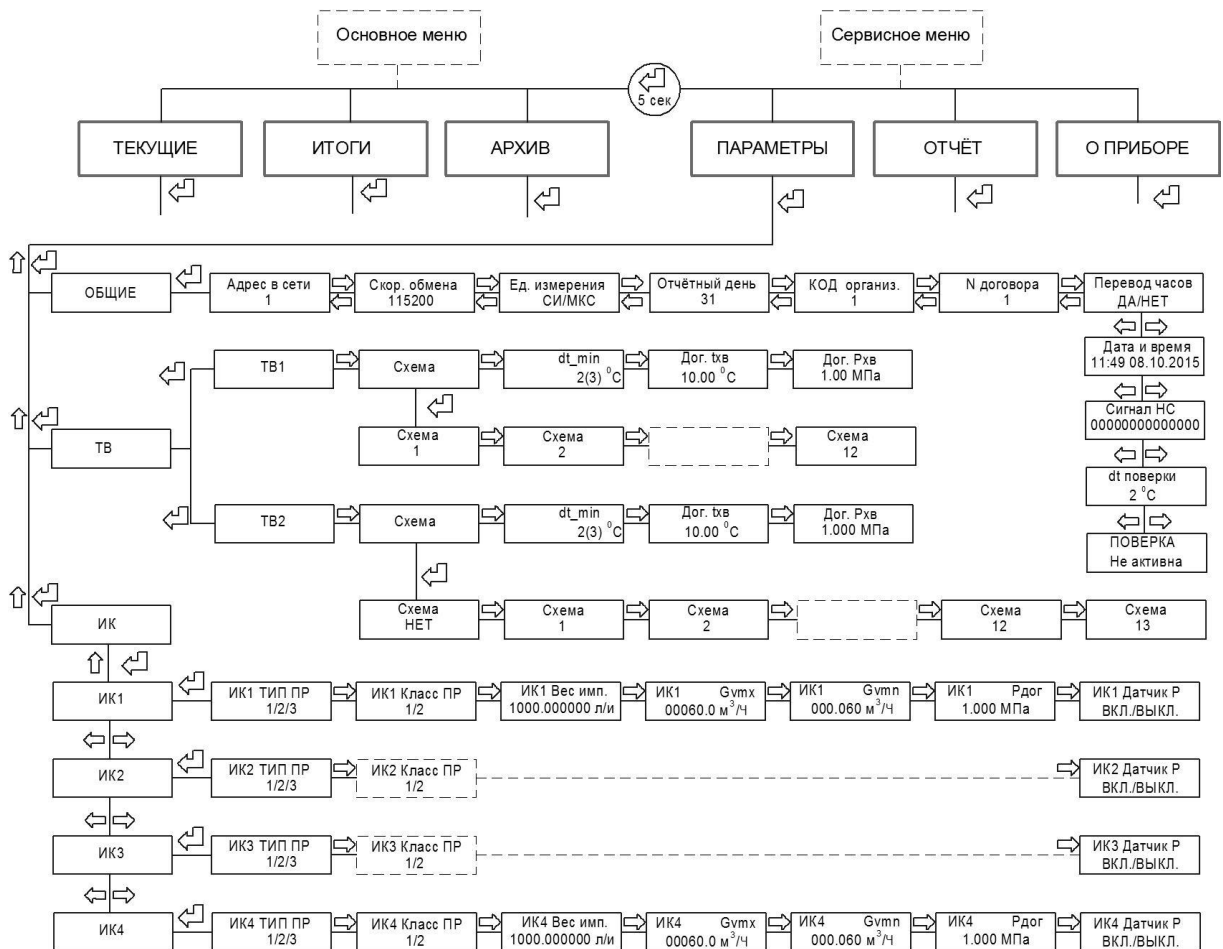 Основное меню
Сервисное меню
5 сек
ТЕКУЩИЕ
ИТОГИ
АРХИВ
ПАРАМЕТРЫ
ОТЧЁТ
О ПРИБОРЕ
ОБЩИЕ
Адрес в сети
1
Скор. обмена
115200
Ед. измерения
СИ/МКС
Отчётный день
31
КОД организ.
1
N договора
1
Перевод часов
ДА/НЕТ
Дата и время
11:49 08.10.2015
Сигнал НС
00000000000000
dt поверки
2 ⁰С
ПОВЕРКА
Не активна
ТВ
ТВ1
Схема
dt_min
2(3) ⁰С
Дог. tхв
10.00 ⁰С
Дог. Рхв
1.00 МПа
Схема
1
Схема
2
Схема
12
ТВ2
Схема
dt_min
2(3) ⁰С
Дог. tхв
10.00 ⁰С
Дог. Рхв
1.000 МПа
Схема
НЕТ
Схема
1
Схема
2
Схема
12
Схема
13
ИК
ИК1
ИК1 ТИП ПР
1/2/3
ИК1 Класс ПР
1/2
ИК1 Вес имп.
1000.000000 л/и
ИК1 Gvmx
00060.0 м³/Ч
ИК1 Gvmn
000.060 м³/Ч
ИК1 Рдог
1.000 МПа
ИК1 Датчик Р
ВКЛ./ВЫКЛ.
ИК2
ИК2 ТИП ПР
1/2/3
ИК2 Класс ПР
1/2
ИК2 Датчик Р
ВКЛ./ВЫКЛ.
ИК3
ИК3 ТИП ПР
1/2/3
ИК3 Класс ПР
1/2
ИК3 Датчик Р
ВКЛ./ВЫКЛ.
ИК4
ИК4 ТИП ПР
1/2/3
ИК4 Класс ПР
1/2
ИК4 Вес имп.
1000.000000 л/и
ИК4 Gvmx
00060.0 м³/Ч
ИК4 Gvmn
000.060 м³/Ч
ИК4 Рдог
1.000 МПа
ИК4 Датчик Р
ВКЛ./ВЫКЛ.